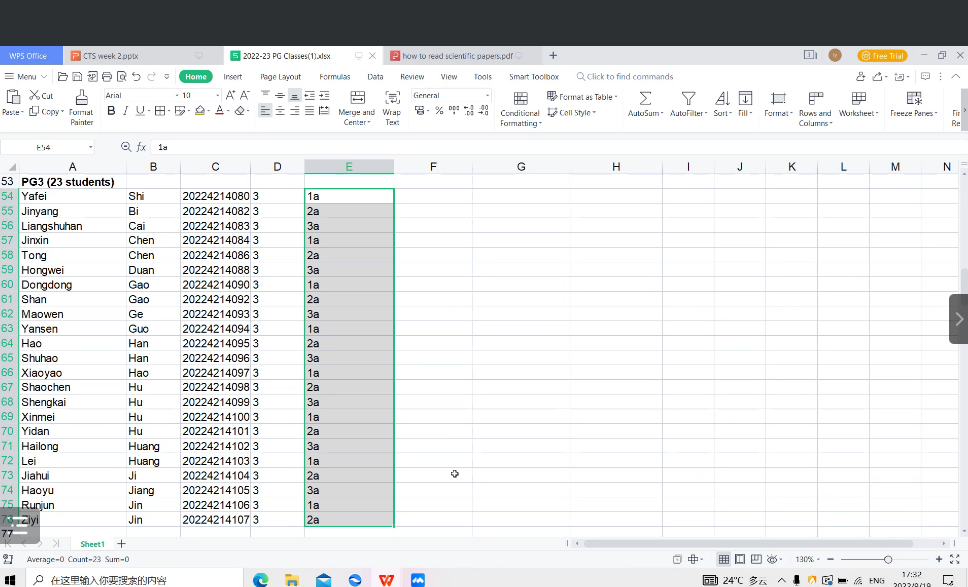 WPS Office CTS week 2.pptx 2022-23 PG Classes(1).xlsx how to read scientific papers.pdf Free Trial
Menu Home Insert Page Layout Formulas Data Review View Tools Smart Toolbox Click to find commands
Paste Cut Copy Format Painter Arial 10 Merge and Center Wrap Text General Conditional Formatting Format as Table Cell Style AutoSum AutoFilter Sort Fill Format Rows and Columns Worksheet Freeze Panes
E54 fx 1a
A B C D E F G H I J K L M N
53 PG3 (23 students)
54 Yafei Shi 20224214080 3 1a
55 Jinyang Bi 20224214082 3 2a
56 Liangshuhan Cai 20224214083 3 3a
57 Jinxin Chen 20224214084 3 1a
58 Tong Chen 20224214086 3 2a
59 Hongwei Duan 20224214088 3 3a
60 Dongdong Gao 20224214090 3 1a
61 Shan Gao 20224214092 3 2a
62 Maowen Ge 20224214093 3 3a
63 Yansen Guo 20224214094 3 1a
64 Hao Han 20224214095 3 2a
65 Shuhao Han 20224214096 3 3a
66 Xiaoyao Hao 20224214097 3 1a
67 Shaochen Hu 20224214098 3 2a
68 Shengkai Hu 20224214099 3 3a
69 Xinmei Hu 20224214100 3 1a
70 Yidan Hu 20224214101 3 2a
71 Hailong Huang 20224214102 3 3a
72 Lei Huang 20224214103 3 1a
73 Jiahui Ji 20224214104 3 2a
74 Haoyu Jiang 20224214105 3 3a
75 Runjun Jin 20224214106 3 1a
Ziyi Jin 20224214107 3 2a
77
Sheet1
Average=0 Count=23 Sum=0 130%
在这里输入你要搜索的内容 24°C 多云 ENG 17:32